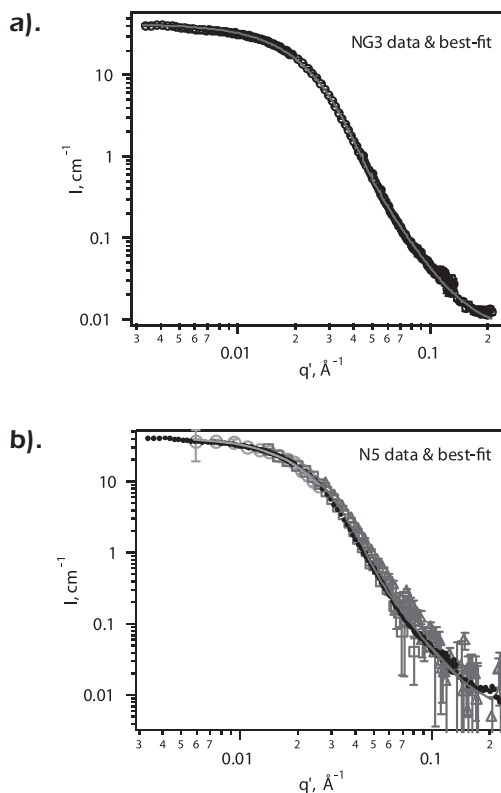 a).
NG3 data & best-fit
10
1
0.1
0.01
I, cm⁻¹
3 4 5 6 7 0.01 2 3 4 5 6 7 0.1 2
q', Å⁻¹
b).
N5 data & best-fit
10
1
0.1
0.01
I, cm⁻¹
3 4 5 6 7 0.01 2 3 4 5 6 7 0.1 2
q', Å⁻¹